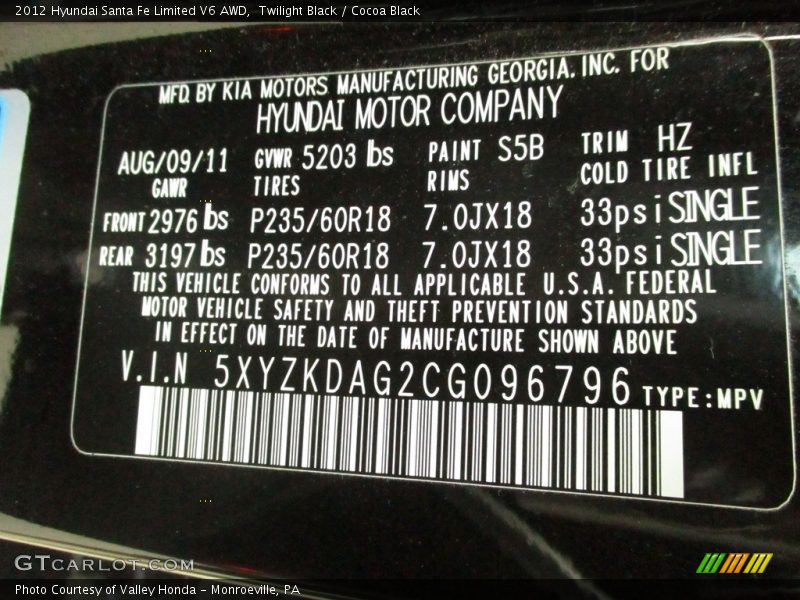 2012 Hyundai Santa Fe Limited V6 AWD, Twilight Black / Cocoa Black
MFD. BY KIA MOTORS MANUFACTURING GEORGIA. INC. FOR
HYUNDAI MOTOR COMPANY
AUG/09/11 GVWR 5203 lbs PAINT S5B TRIM HZ
GAWR TIRES RIMS COLD TIRE INFL
FRONT 2976 lbs P235/60R18 7.0JX18 33psi SINGLE
REAR 3197 lbs P235/60R18 7.0JX18 33psi SINGLE
THIS VEHICLE CONFORMS TO ALL APPLICABLE U.S.A. FEDERAL
MOTOR VEHICLE SAFETY AND THEFT PREVENTION STANDARDS
IN EFFECT ON THE DATE OF MANUFACTURE SHOWN ABOVE
V.I.N 5XYZKDAG2CG096796 TYPE:MPV
GTCARLOT.COM
Photo Courtesy of Valley Honda - Monroeville, PA